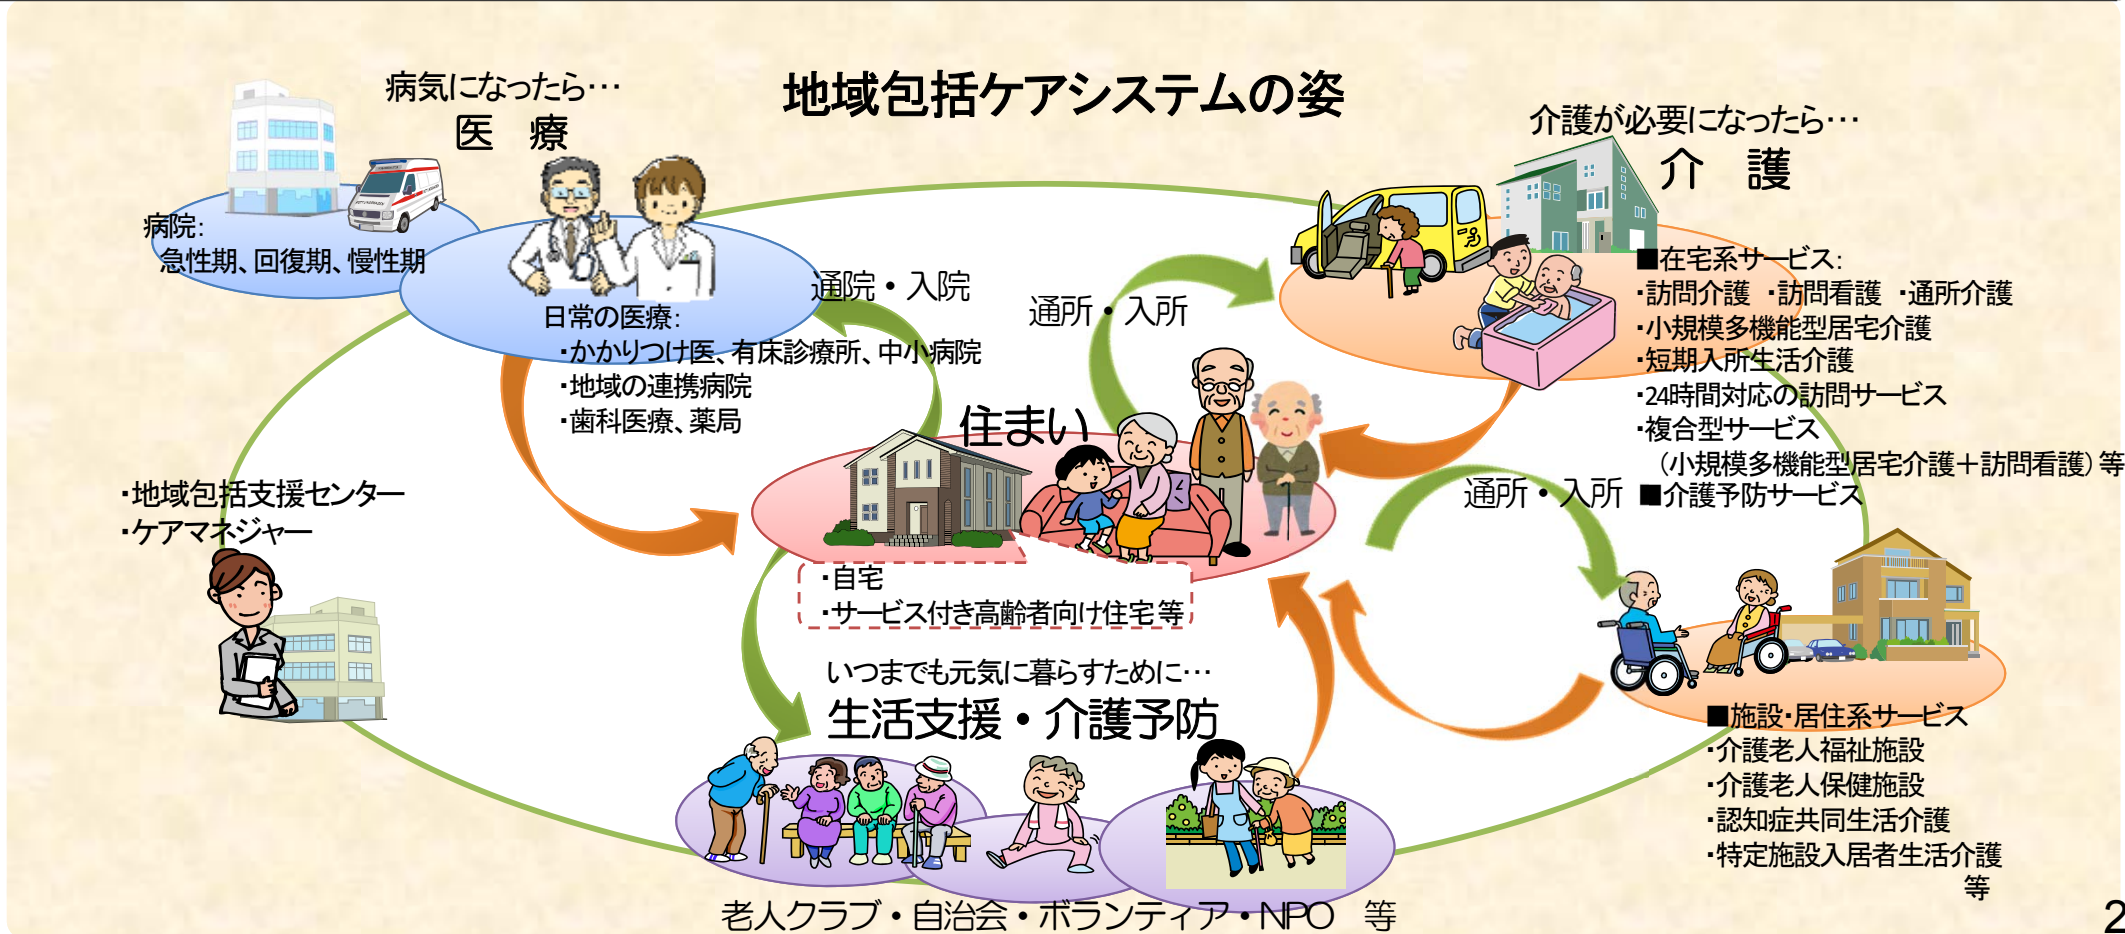 地域包括ケアシステムの姿
病気になったら…
医 療
病院:
急性期、回復期、慢性期
日常の医療:
・かかりつけ医、有床診療所、中小病院
・地域の連携病院
・歯科医療、薬局
通院・入院
通所・入所
介護が必要になったら…
介 護
■在宅系サービス:
・訪問介護 ・訪問看護 ・通所介護
・小規模多機能型居宅介護
・短期入所生活介護
・24時間対応の訪問サービス
・複合型サービス
（小規模多機能型居宅介護＋訪問看護）等
■介護予防サービス
通所・入所
住まい
・自宅
・サービス付き高齢者向け住宅等
・地域包括支援センター
・ケアマネジャー
いつまでも元気に暮らすために…
生活支援・介護予防
老人クラブ・自治会・ボランティア・NPO 等
■施設・居住系サービス
・介護老人福祉施設
・介護老人保健施設
・認知症共同生活介護
・特定施設入居者生活介護
等
2